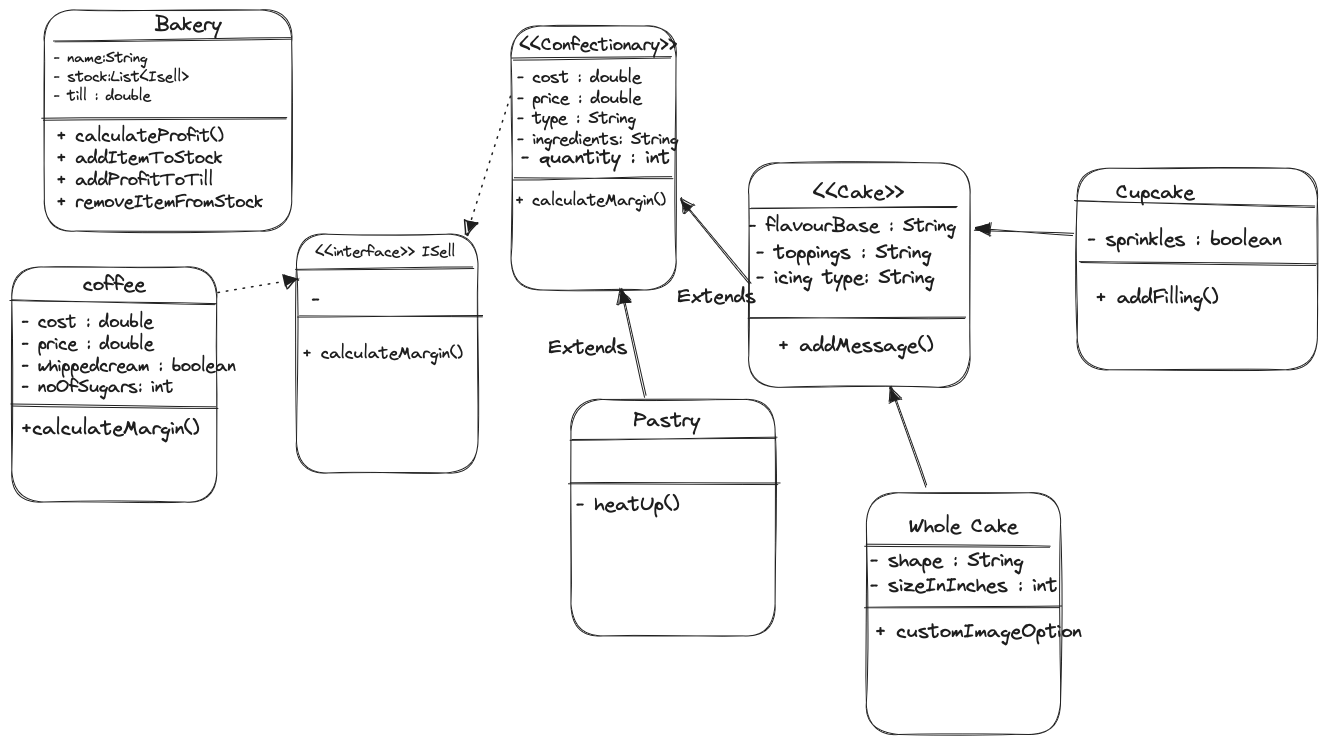 Bakery
- name:String
- stock:List<Isell>
- till : double
+ calculateProfit()
+ addItemToStock
+ addProfitToTill
+ removeItemFromStock
coffee
- cost : double
- price : double
- whippedcream : boolean
- noOfSugars: int
+calculateMargin()
<<interface>> ISell
-
+ calculateMargin()
<<Confectionary>>
- cost : double
- price : double
- type : String
- ingredients: String
- quantity : int
+ calculateMargin()
Extends
Extends
Pastry
- heatUp()
<<Cake>>
- flavourBase : String
- toppings : String
- icing type: String
+ addMessage()
Cupcake
- sprinkles : boolean
+ addFilling()
Whole Cake
- shape : String
- sizeInInches : int
+ customImageOption